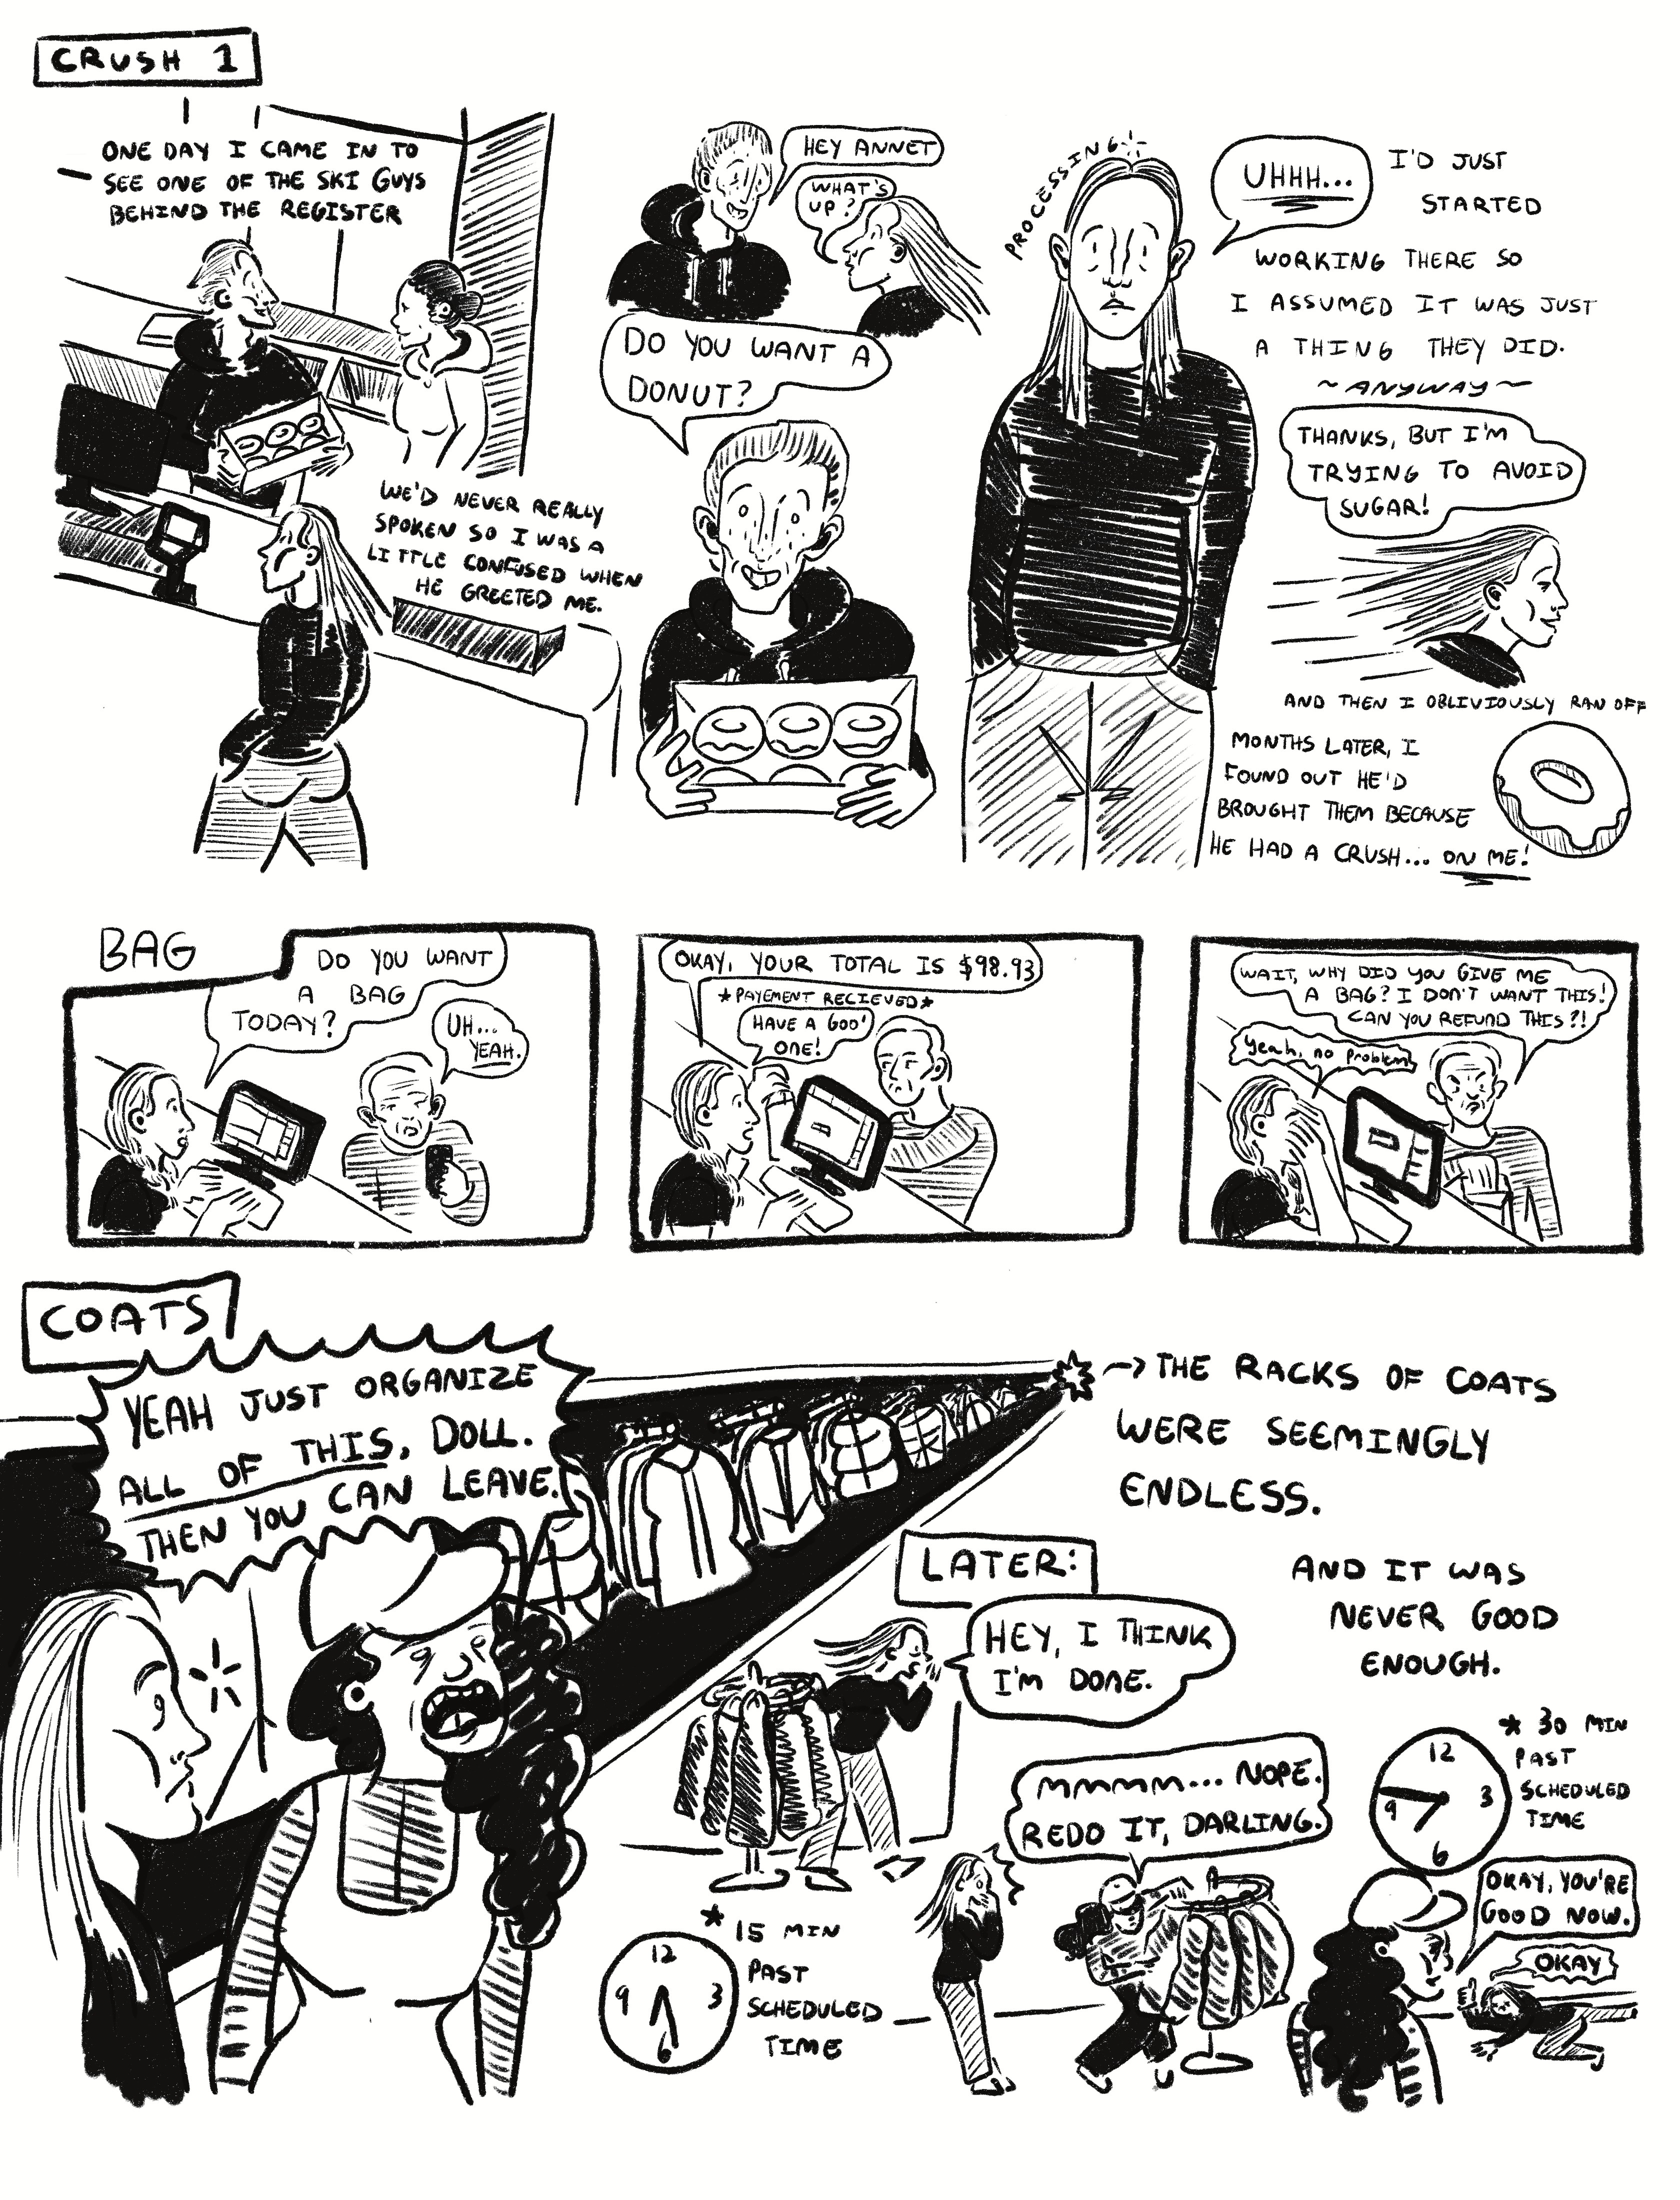 CRUSH 1
ONE DAY I CAME IN TO
SEE ONE OF THE SKI GUYS
BEHIND THE REGISTER
WE'D NEVER REALLY
SPOKEN SO I WAS A
LITTLE CONFUSED WHEN
HE GREETED ME.
HEY ANNET
WHAT'S
UP?
DO YOU WANT A
DONUT?
PROCESSING
UHHH...
I'D JUST
STARTED
WORKING THERE SO
I ASSUMED IT WAS JUST
A THING THEY DID.
~ANYWAY~
THANKS, BUT I'M
TRYING TO AVOID
SUGAR!
AND THEN I OBLIVIOUSLY RAN OFF
MONTHS LATER, I
FOUND OUT HE'D
BROUGHT THEM BECAUSE
HE HAD A CRUSH... ON ME!
BAG
DO YOU WANT
A BAG
TODAY?
UH...
YEAH.
OKAY, YOUR TOTAL IS $98.93
*PAYEMENT RECIEVED*
HAVE A GOO'
ONE!
WAIT, WHY DID YOU GIVE ME
A BAG? I DON'T WANT THIS!
CAN YOU REFUND THIS?!
Yeah, no problem
COATS
YEAH JUST ORGANIZE
ALL OF THIS, DOLL.
THEN YOU CAN LEAVE.
-> THE RACKS OF COATS
WERE SEEMINGLY
ENDLESS.
LATER:
HEY, I THINK
I'M DONE.
AND IT WAS
NEVER GOOD
ENOUGH.
12
3
6
9
* 15 MIN
PAST
SCHEDULED
TIME
MMMM... NOPE.
REDO IT, DARLING.
12
3
6
9
* 30 MIN
PAST
SCHEDULED
TIME
OKAY, YOU'RE
GOOD NOW.
OKAY